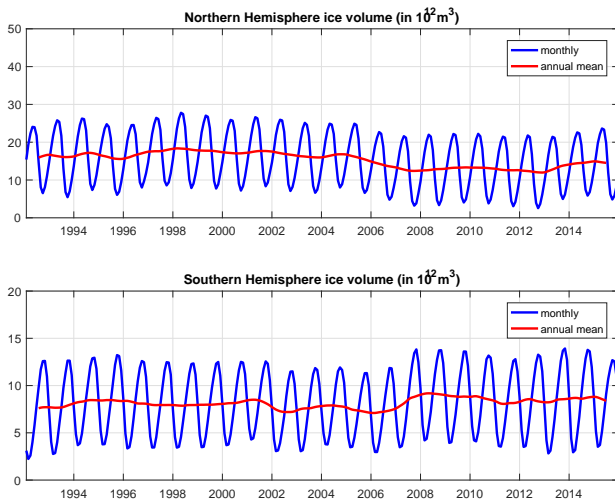 Northern Hemisphere ice volume (in 10¹²m³)
50
40
30
20
10
0
monthly
annual mean
1994 1996 1998 2000 2002 2004 2006 2008 2010 2012 2014
Southern Hemisphere ice volume (in 10¹²m³)
20
15
10
5
0
monthly
annual mean
1994 1996 1998 2000 2002 2004 2006 2008 2010 2012 2014